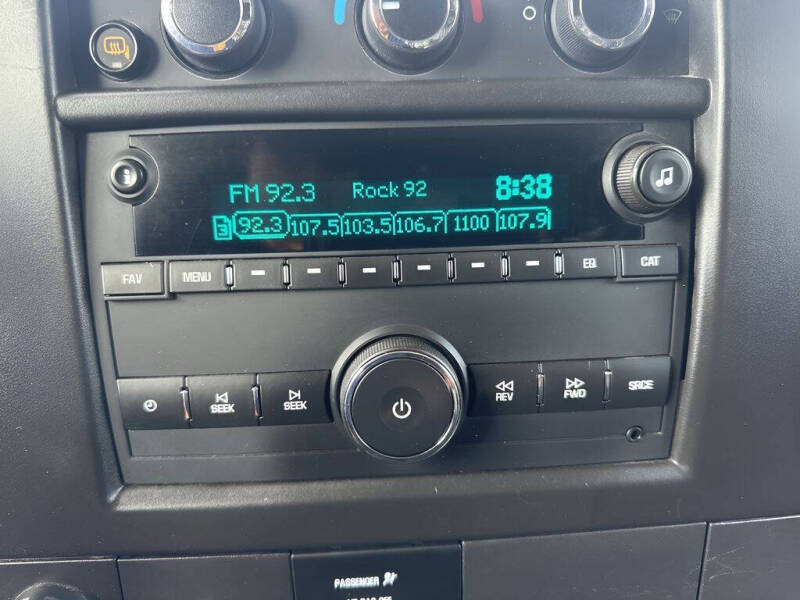 FM 92.3 Rock 92 8:38
3 92.3 107.5 103.5 106.7 1100 107.9
FAV MENU EQ CAT
SEEK SEEK REV FWD SRCE
PASSENGER